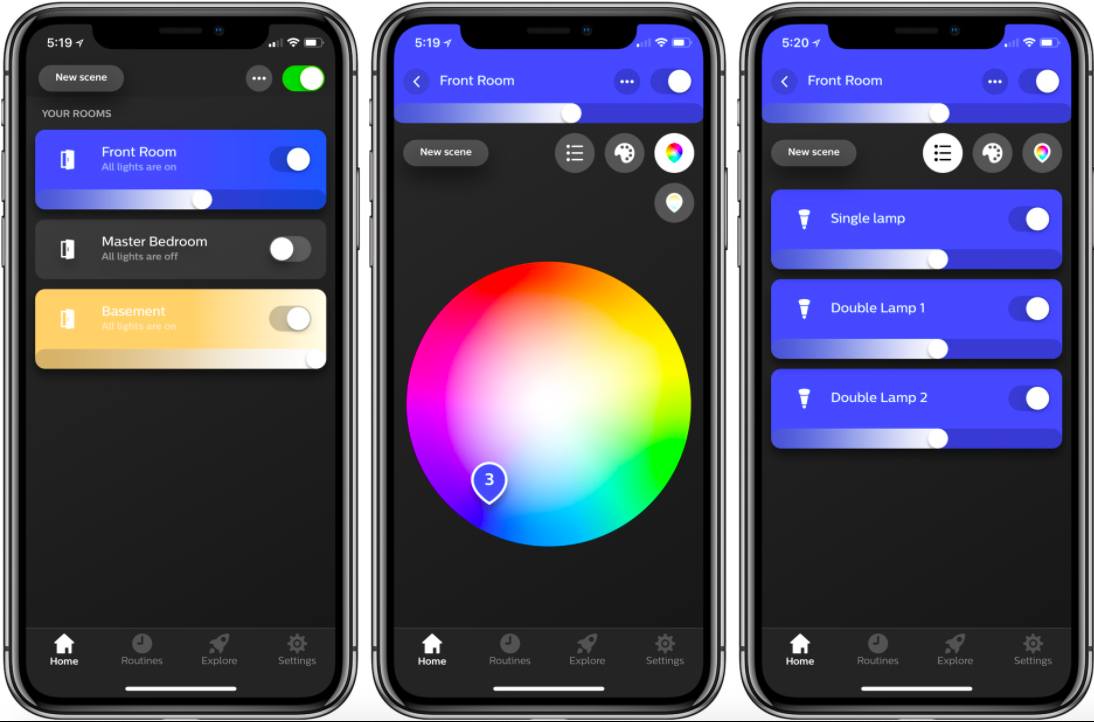 5:19
New scene
YOUR ROOMS
Front Room
All lights are on
Master Bedroom
All lights are off
Basement
All lights are on
Home
Routines
Explore
Settings
5:19
Front Room
New scene
3
Home
Routines
Explore
Settings
5:20
Front Room
New scene
Single lamp
Double Lamp 1
Double Lamp 2
Home
Routines
Explore
Settings